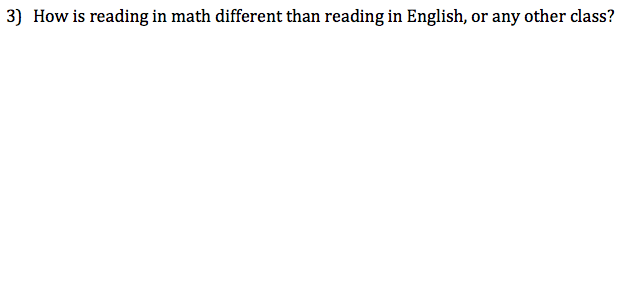 3) How is reading in math different than reading in English, or any other class?